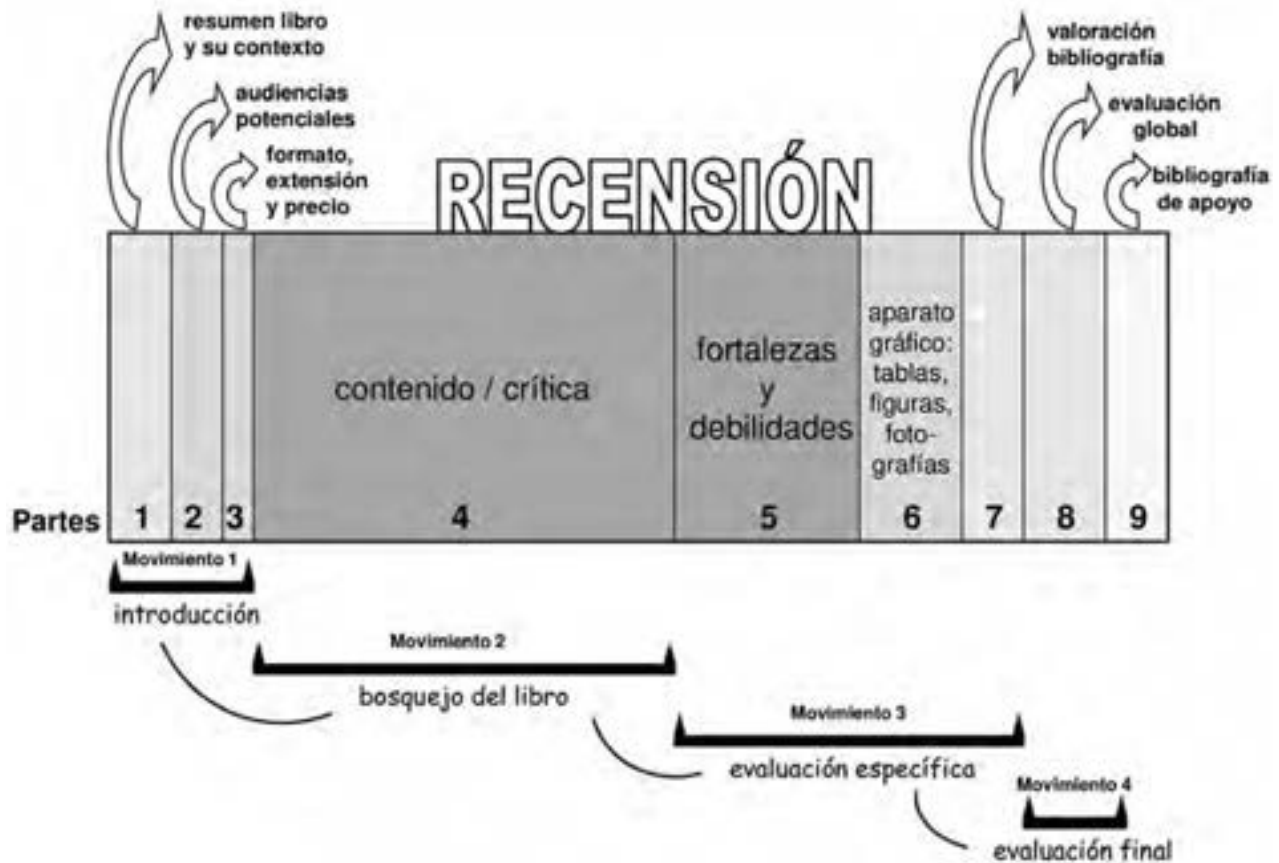 resumen libro
y su contexto
audiencias
potenciales
formato,
extensión
y precio
RECENSIÓN
valoración
bibliografía
evaluación
global
bibliografía
de apoyo
contenido / crítica
fortalezas
y
debilidades
aparato
gráfico:
tablas,
figuras,
foto-
grafías
Partes 1 2 3 4 5 6 7 8 9
Movimiento 1
introducción
Movimiento 2
bosquejo del libro
Movimiento 3
evaluación específica
Movimiento 4
evaluación final